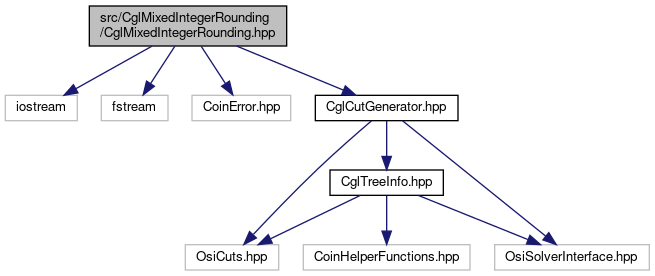 src/CglMixedIntegerRounding
/CglMixedIntegerRounding.hpp
iostream
fstream
CoinError.hpp
CglCutGenerator.hpp
CglTreeInfo.hpp
OsiCuts.hpp
CoinHelperFunctions.hpp
OsiSolverInterface.hpp